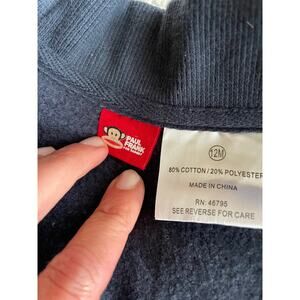 PAUL
FRANK
12M
80% COTTON / 20% POLYESTER
MADE IN CHINA
RN: 46795
SEE REVERSE FOR CARE